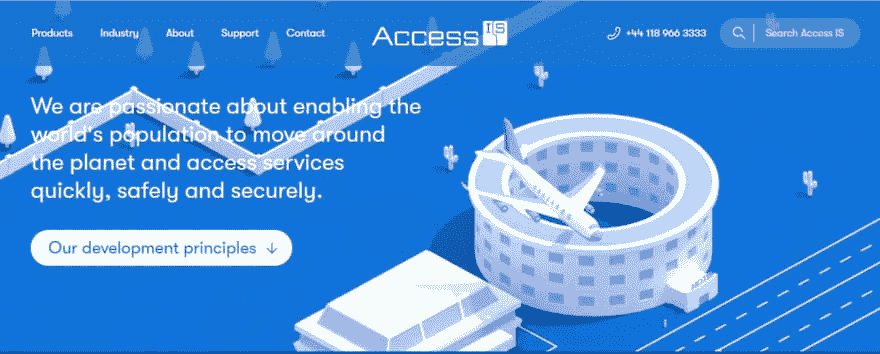 Products Industry About Support Contact Access IS +44 118 966 3333 Search Access IS
We are passionate about enabling the
world's population to move around
the planet and access services
quickly, safely and securely.
Our development principles ↓
HOTEL